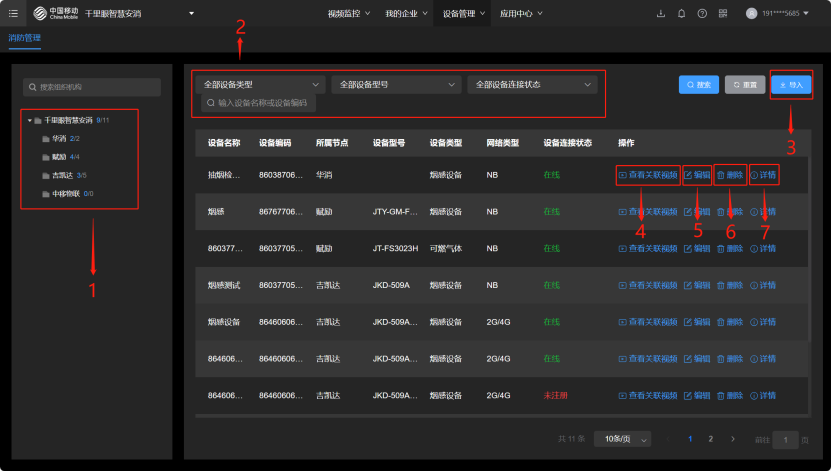 中国移动 China Mobile 千里眼智慧安消 视频监控 我的企业 设备管理 应用中心 191****5685
消防管理
2
搜索组织机构
千里眼智慧安消 9/11
华消 2/2
赋励 4/4
吉凯达 3/5
中移物联 0/0
1
全部设备类型 全部设备型号 全部设备连接状态
输入设备名称或设备编码
搜索 重置 导入
3
设备名称 设备编码 所属节点 设备型号 设备类型 网络类型 设备连接状态 操作
抽烟检... 86038706... 华消 烟感设备 NB 在线 查看关联视频 编辑 删除 详情
烟感 86767706... 赋励 JTY-GM-F... 烟感设备 NB 在线 查看关联视频 编辑 删除 详情
4 5 6 7
860377... 86037705... 赋励 JT-FS3023H 可燃气体 NB 在线 查看关联视频 编辑 删除 详情
烟感测试 86037705... 吉凯达 JKD-509A 烟感设备 NB 在线 查看关联视频 编辑 删除 详情
烟感设备 86460606... 吉凯达 JKD-509A... 烟感设备 2G/4G 在线 查看关联视频 编辑 删除 详情
864606... 86460606... 吉凯达 JKD-509A... 烟感设备 2G/4G 在线 查看关联视频 编辑 删除 详情
864606... 86460606... 吉凯达 JKD-509A... 烟感设备 2G/4G 未注册 查看关联视频 编辑 删除 详情
共 11 条 10条/页 1 2 前往 1 页